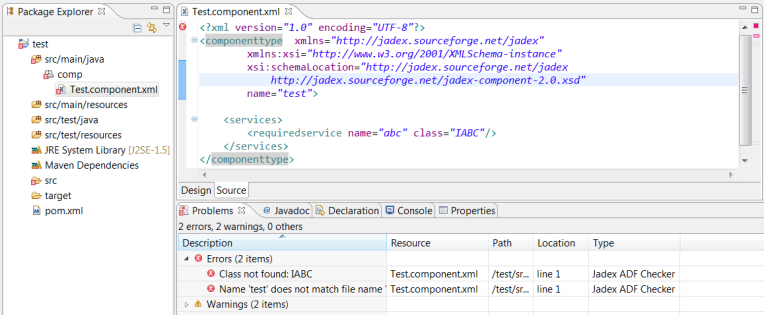 Package Explorer
test
src/main/java
comp
Test.component.xml
src/main/resources
src/test/java
src/test/resources
JRE System Library [J2SE-1.5]
Maven Dependencies
src
target
pom.xml
Test.component.xml
<?xml version="1.0" encoding="UTF-8"?>
<componenttype xmlns="http://jadex.sourceforge.net/jadex"
xmlns:xsi="http://www.w3.org/2001/XMLSchema-instance"
xsi:schemaLocation="http://jadex.sourceforge.net/jadex
http://jadex.sourceforge.net/jadex-component-2.0.xsd"
name="test">
<services>
<requiredservice name="abc" class="IABC"/>
</services>
</componenttype>
Design Source
Problems @ Javadoc Declaration Console Properties
2 errors, 2 warnings, 0 others
Description Resource Path Location Type
Errors (2 items)
Class not found: IABC Test.component.xml /test/sr... line 1 Jadex ADF Checker
Name 'test' does not match file name ' Test.component.xml /test/sr... line 1 Jadex ADF Checker
Warnings (2 items)